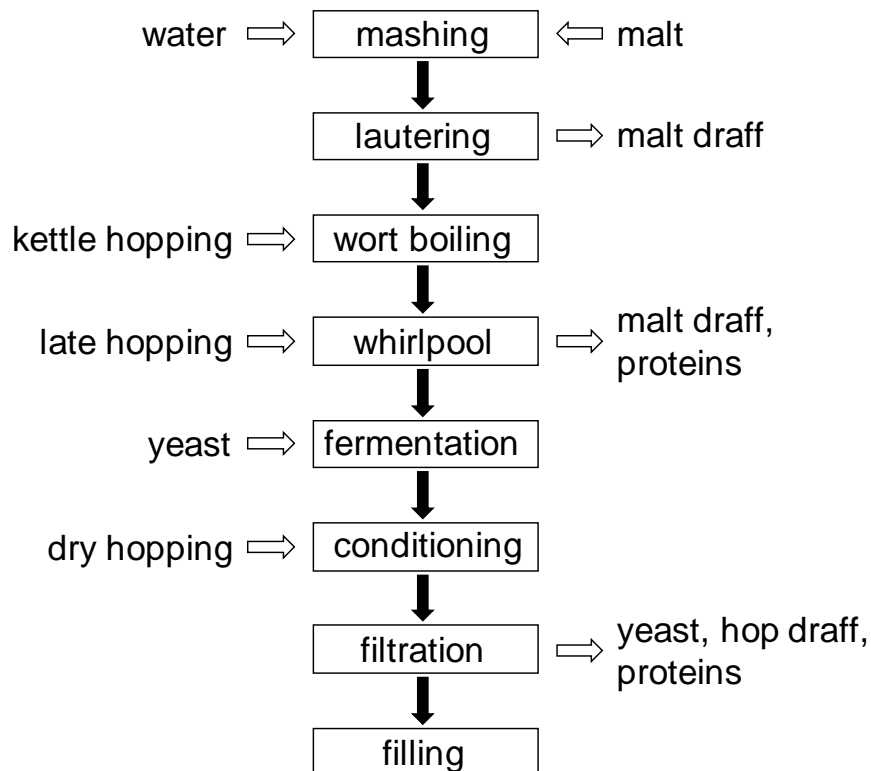 water
mashing
malt
lautering
malt draff
kettle hopping
wort boiling
late hopping
whirlpool
malt draff,
proteins
yeast
fermentation
dry hopping
conditioning
filtration
yeast, hop draff,
proteins
filling